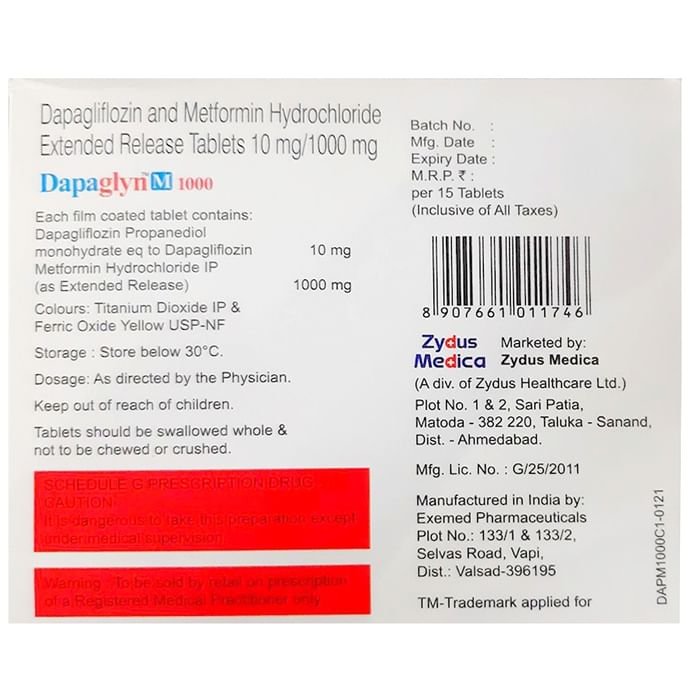 Dapagliflozin and Metformin Hydrochloride
Extended Release Tablets 10 mg/1000 mg
Dapaglyn™ M 1000
Each film coated tablet contains:
Dapagliflozin Propanediol
monohydrate eq to Dapagliflozin 10 mg
Metformin Hydrochloride IP
(as Extended Release) 1000 mg
Colours: Titanium Dioxide IP &
Ferric Oxide Yellow USP-NF
Storage : Store below 30°C.
Dosage: As directed by the Physician.
Keep out of reach of children.
Tablets should be swallowed whole &
not to be chewed or crushed.
SCHEDULE G PRESCRIPTION DRUG
CAUTION
It is dangerous to take this preparation except
under medical supervision
Warning : To be sold by retail on prescription
of a Registered Medical Practitioner only
Batch No. :
Mfg. Date :
Expiry Date :
M.R.P. ₹ :
per 15 Tablets
(Inclusive of All Taxes)
8 907661 011746
Zydus
Medica
Marketed by:
Zydus Medica
(A div. of Zydus Healthcare Ltd.)
Plot No. 1 & 2, Sari Patia,
Matoda - 382 220, Taluka - Sanand,
Dist. - Ahmedabad.
Mfg. Lic. No. : G/25/2011
Manufactured in India by:
Exemed Pharmaceuticals
Plot No.: 133/1 & 133/2,
Selvas Road, Vapi,
Dist.: Valsad-396195
TM-Trademark applied for
DAPM1000C1-0121